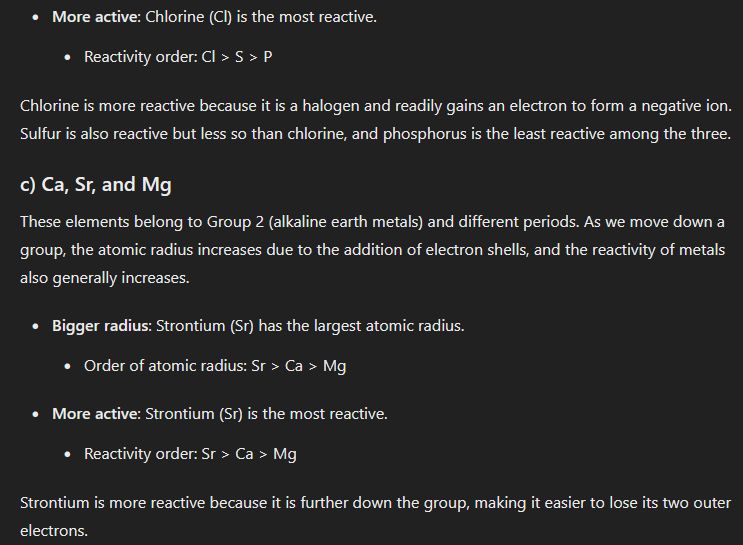 • More active: Chlorine (Cl) is the most reactive.
• Reactivity order: Cl > S > P
Chlorine is more reactive because it is a halogen and readily gains an electron to form a negative ion.
Sulfur is also reactive but less so than chlorine, and phosphorus is the least reactive among the three.
c) Ca, Sr, and Mg
These elements belong to Group 2 (alkaline earth metals) and different periods. As we move down a
group, the atomic radius increases due to the addition of electron shells, and the reactivity of metals
also generally increases.
• Bigger radius: Strontium (Sr) has the largest atomic radius.
• Order of atomic radius: Sr > Ca > Mg
• More active: Strontium (Sr) is the most reactive.
• Reactivity order: Sr > Ca > Mg
Strontium is more reactive because it is further down the group, making it easier to lose its two outer
electrons.